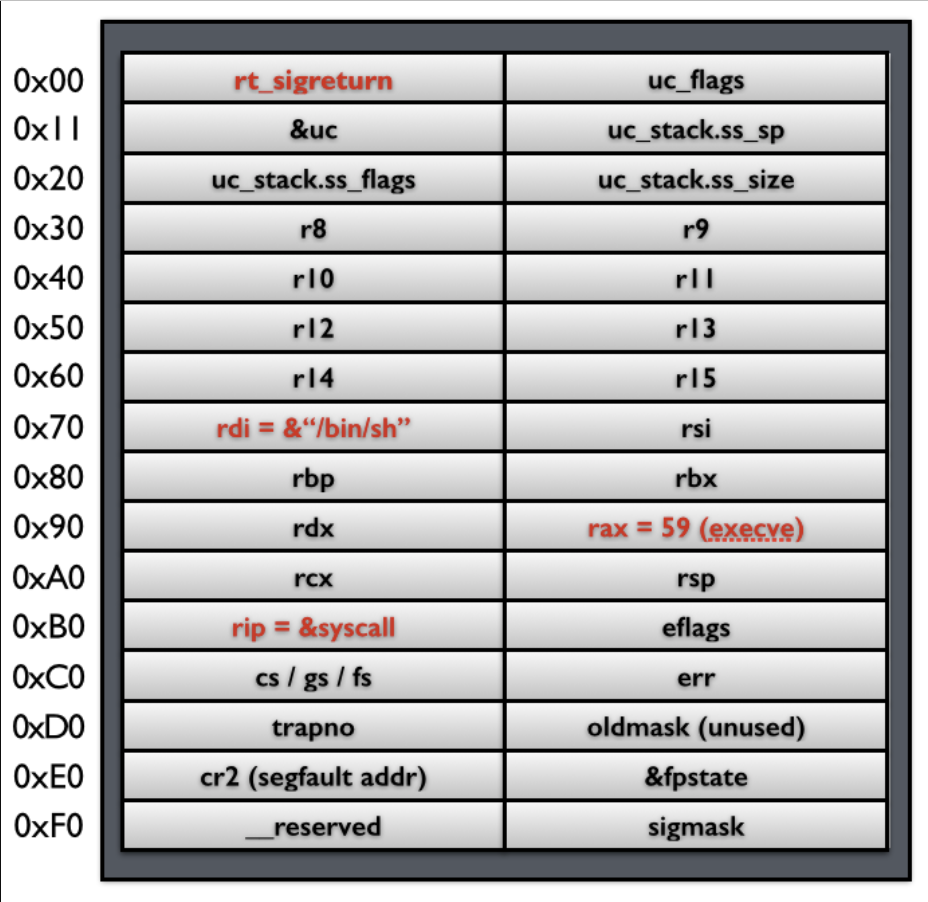 0x00 rt_sigreturn uc_flags
0x11 &uc uc_stack.ss_sp
0x20 uc_stack.ss_flags uc_stack.ss_size
0x30 r8 r9
0x40 r10 r11
0x50 r12 r13
0x60 r14 r15
0x70 rdi = &“/bin/sh” rsi
0x80 rbp rbx
0x90 rdx rax = 59 (execve)
0xA0 rcx rsp
0xB0 rip = &syscall eflags
0xC0 cs / gs / fs err
0xD0 trapno oldmask (unused)
0xE0 cr2 (segfault addr) &fpstate
0xF0 __reserved sigmask